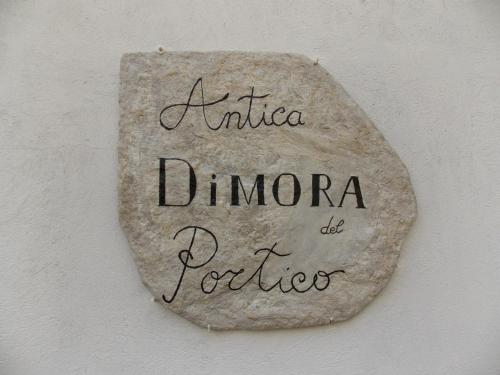 Antica
DiMORA
del
Portico